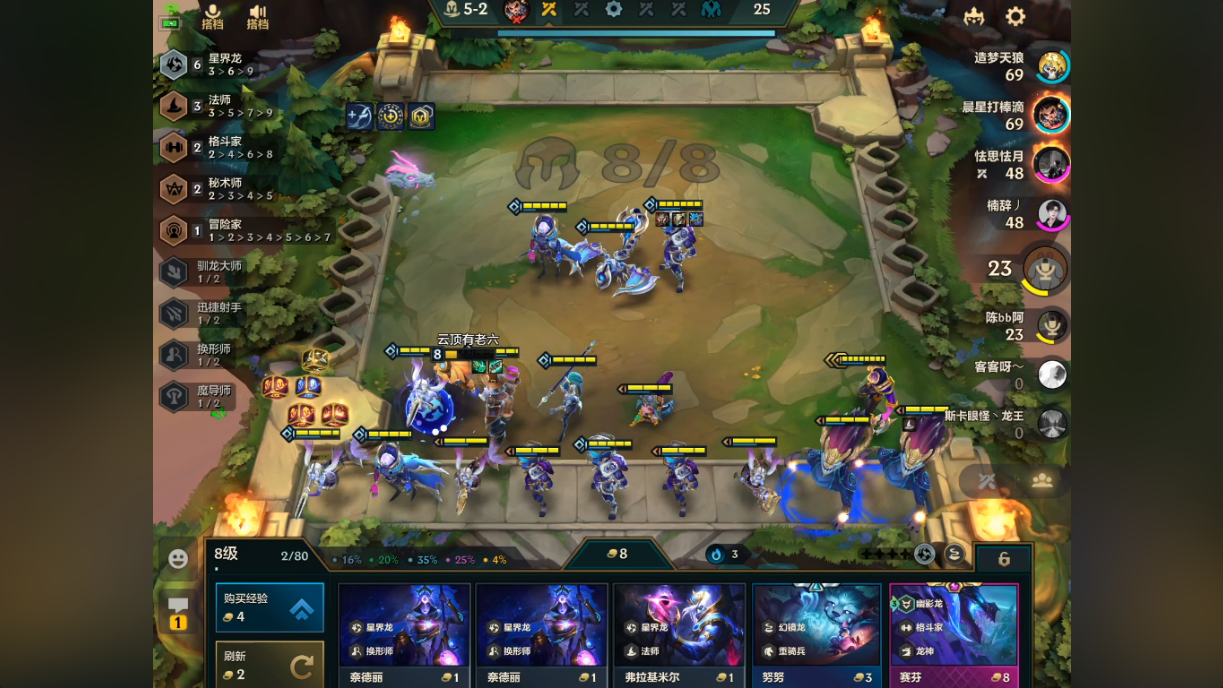 搭档
搭档
5-2
25
6 星界龙
3 > 6 > 9
3 法师
3 > 5 > 7 > 9
2 格斗家
2 > 4 > 6 > 8
2 秘术师
2 > 3 > 4 > 5
1 冒险家
1 > 2 > 3 > 4 > 5 > 6 > 7
驯龙大师
1 / 2
迅捷射手
1 / 2
换形师
1 / 2
魔导师
1 / 2
8/8
造梦天狼
69
晨星打棒滴
69
怯思怯月
48
楠辞丿
48
23
陈bb阿
23
客客呀～
0
斯卡眼怪丶龙王
0
云顶有老六
8
8级
2/80
16% 20% 35% 25% 4%
8
3
6
1
购买经验
4
刷新
2
星界龙
换形师
亲德丽 1
星界龙
换形师
亲德丽 1
星界龙
法师
弗拉基米尔 1
幻镜龙
重骑兵
努努 3
3 幽影龙
格斗家
龙神
赛芬 8